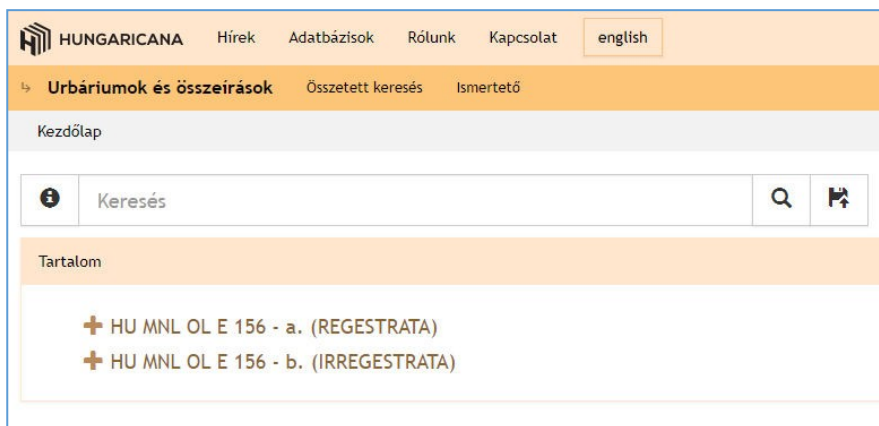 HUNGARICANA Hírek Adatbázisok Rólunk Kapcsolat english
Urbáriumok és összeírások Összetett keresés Ismertető
Kezdőlap
Keresés
Tartalom
HU MNL OL E 156 - a. (REGESTRATA)
HU MNL OL E 156 - b. (IRREGESTRATA)